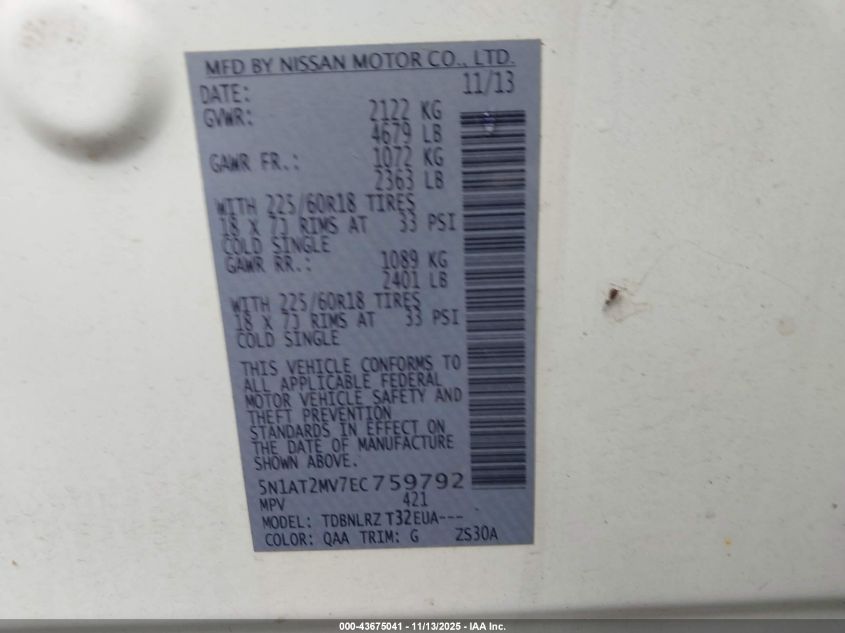 MFD BY NISSAN MOTOR CO., LTD.
DATE: 11/13
GVWR: 2122 KG
4679 LB
GAWR FR.: 1072 KG
2363 LB
WITH 225/60R18 TIRES
18 X 7J RIMS AT 33 PSI
COLD SINGLE
GAWR RR.: 1089 KG
2401 LB
WITH 225/60R18 TIRES
18 X 7J RIMS AT 33 PSI
COLD SINGLE
THIS VEHICLE CONFORMS TO
ALL APPLICABLE FEDERAL
MOTOR VEHICLE SAFETY AND
THEFT PREVENTION
STANDARDS IN EFFECT ON
THE DATE OF MANUFACTURE
SHOWN ABOVE.
5N1AT2MV7EC759792
MPV 421
MODEL: TDBNLRZ T32EUA---
COLOR: QAA TRIM: G ZS30A
000-43675041 - 11/13/2025 - IAA Inc.